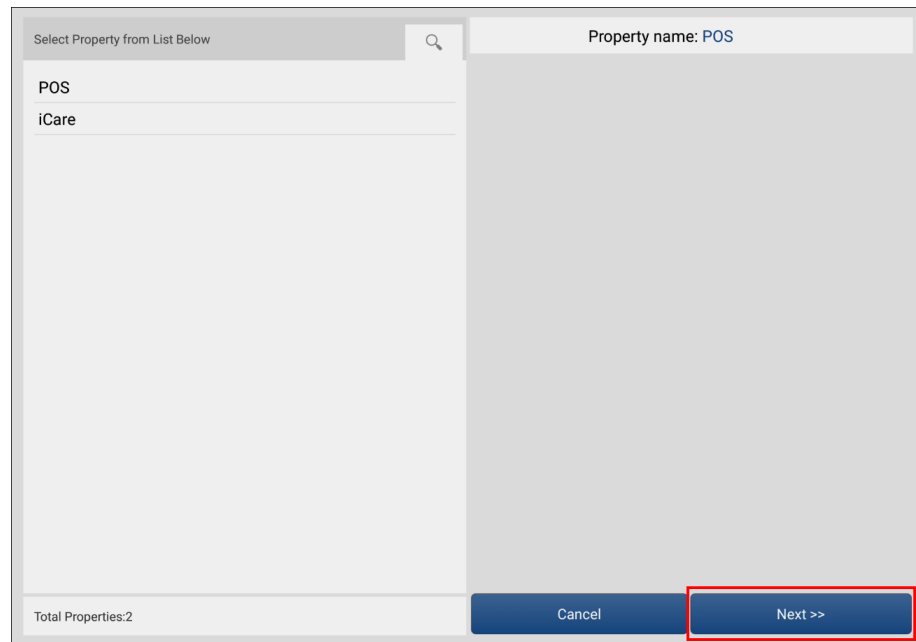 Select Property from List Below
POS
iCare
Total Properties:2
Property name: POS
Cancel
Next >>